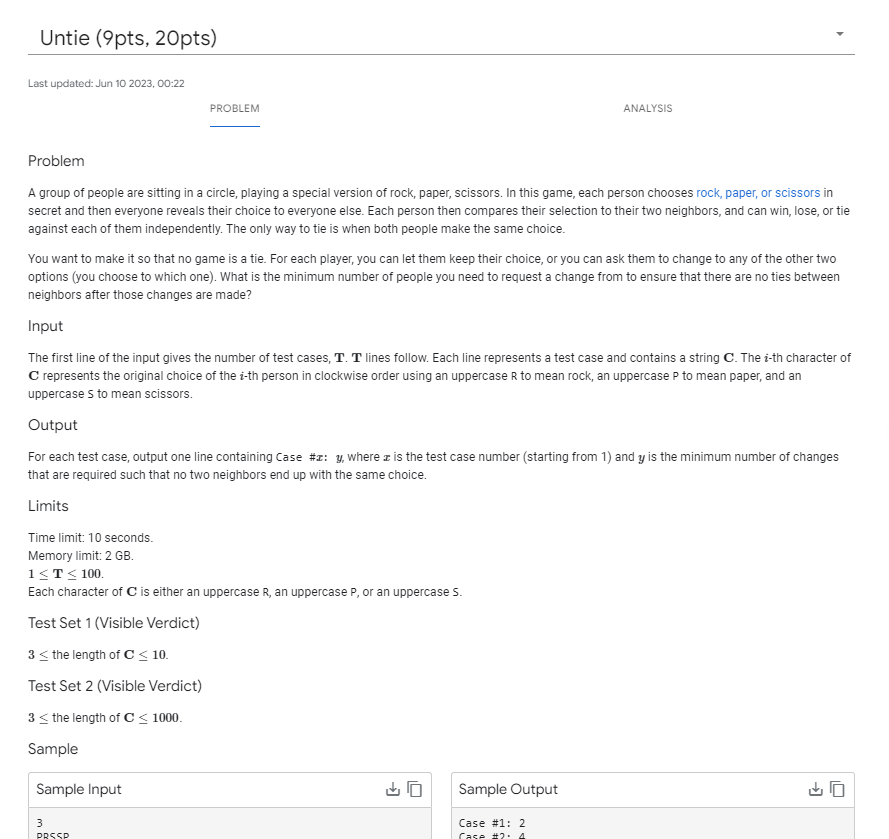 Untie (9pts, 20pts)
Last updated: Jun 10 2023, 00:22
PROBLEM
ANALYSIS
Problem
A group of people are sitting in a circle, playing a special version of rock, paper, scissors. In this game, each person chooses rock, paper, or scissors in
secret and then everyone reveals their choice to everyone else. Each person then compares their selection to their two neighbors, and can win, lose, or tie
against each of them independently. The only way to tie is when both people make the same choice.
You want to make it so that no game is a tie. For each player, you can let them keep their choice, or you can ask them to change to any of the other two
options (you choose to which one). What is the minimum number of people you need to request a change from to ensure that there are no ties between
neighbors after those changes are made?
Input
The first line of the input gives the number of test cases, T. T lines follow. Each line represents a test case and contains a string C. The i-th character of
C represents the original choice of the i-th person in clockwise order using an uppercase R to mean rock, an uppercase P to mean paper, and an
uppercase S to mean scissors.
Output
For each test case, output one line containing Case #x: y, where x is the test case number (starting from 1) and y is the minimum number of changes
that are required such that no two neighbors end up with the same choice.
Limits
Time limit: 10 seconds.
Memory limit: 2 GB.
1 ≤ T ≤ 100.
Each character of C is either an uppercase R, an uppercase P, or an uppercase S.
Test Set 1 (Visible Verdict)
3 ≤ the length of C ≤ 10.
Test Set 2 (Visible Verdict)
3 ≤ the length of C ≤ 1000.
Sample
Sample Input
Sample Output
3
PRSSP
Case #1: 2
Case #2: 4